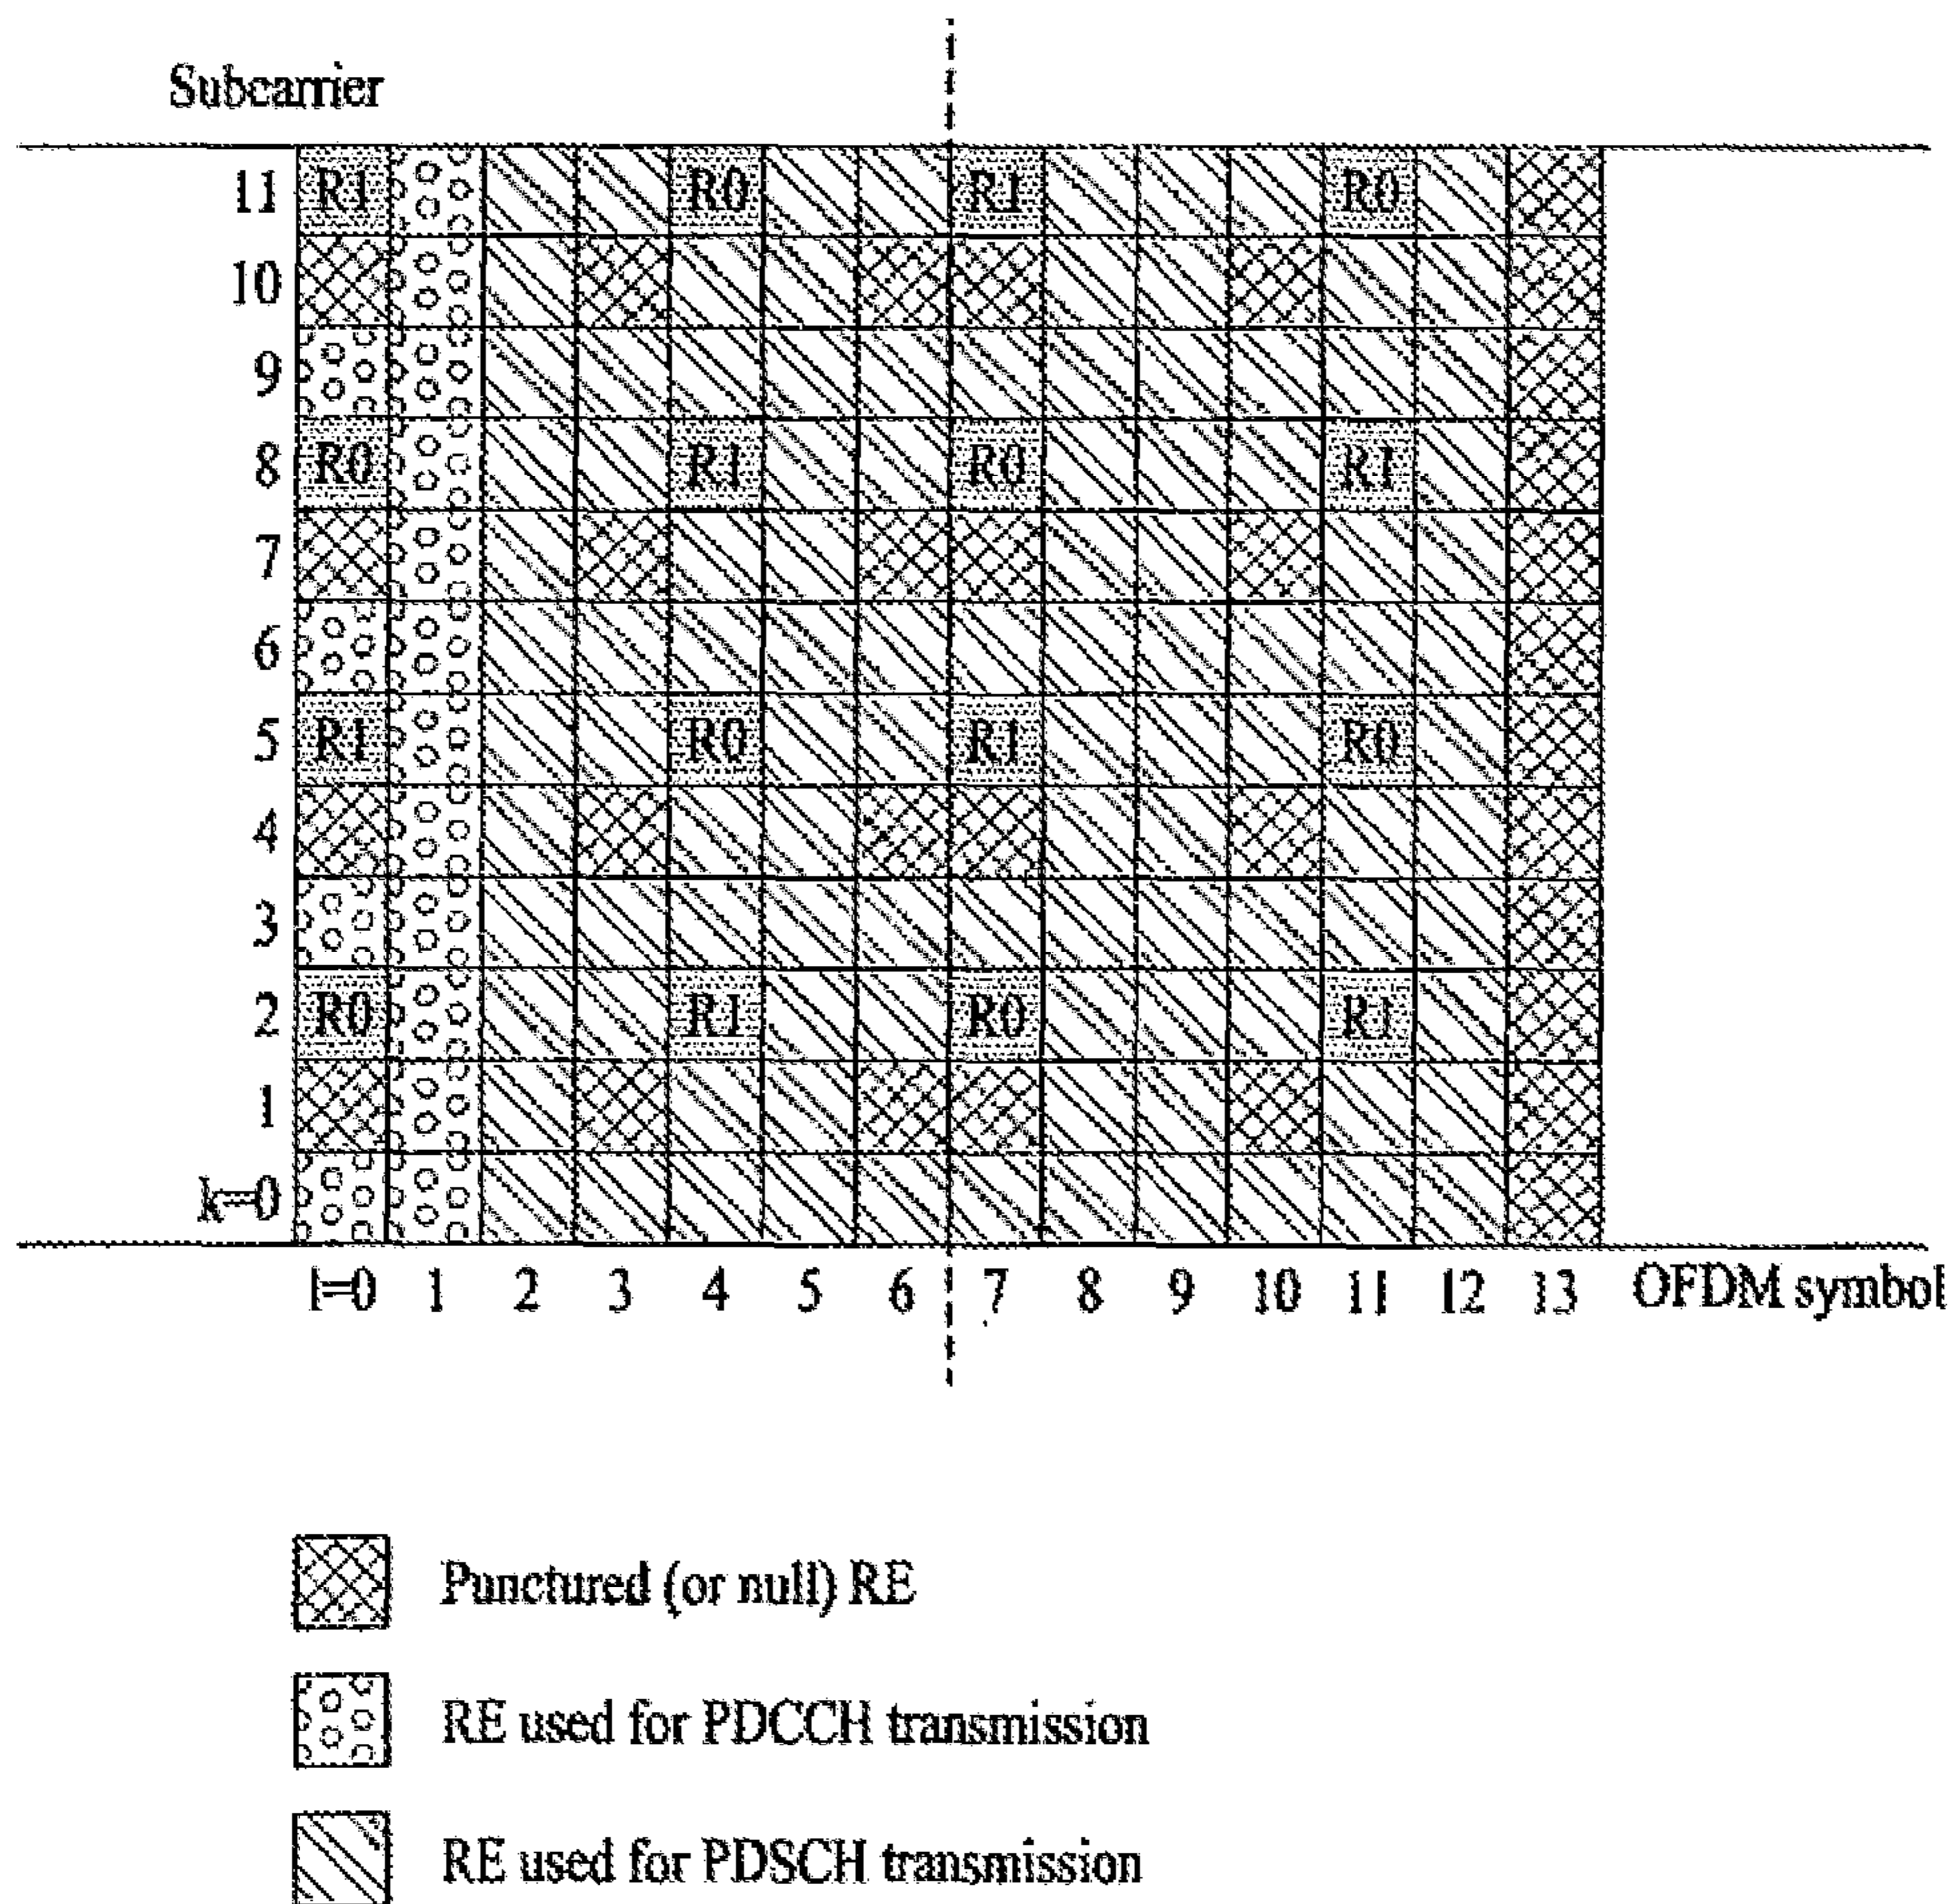 Subcarrier
11 R1 R0 R1 R0
10
9
8 R0 R1 R0 R1
7
6
5 R1 R0 R1 R0
4
3
2 R0 R1 R0 R1
1
k=0
l=0 1 2 3 4 5 6 7 8 9 10 11 12 13 OFDM symbol
Punctured (or null) RE
RE used for PDCCH transmission
RE used for PDSCH transmission